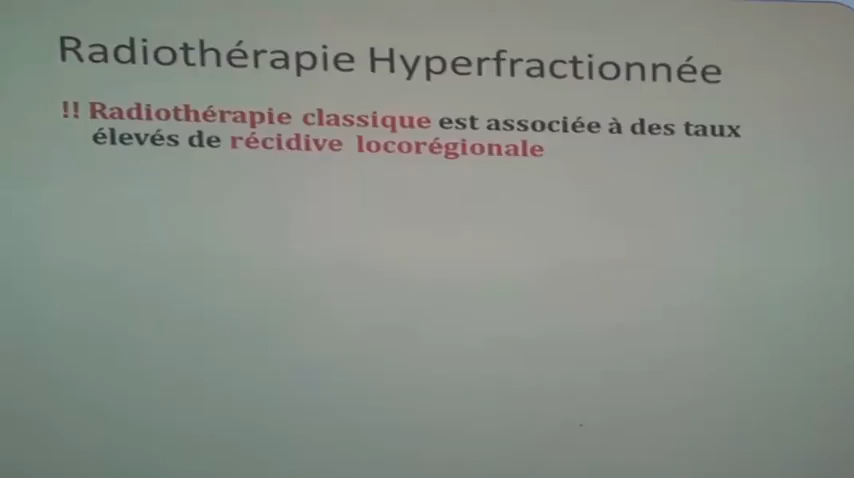 Radiothérapie Hyperfractionnée
!! Radiothérapie classique est associée à des taux
élevés de récidive locorégionale